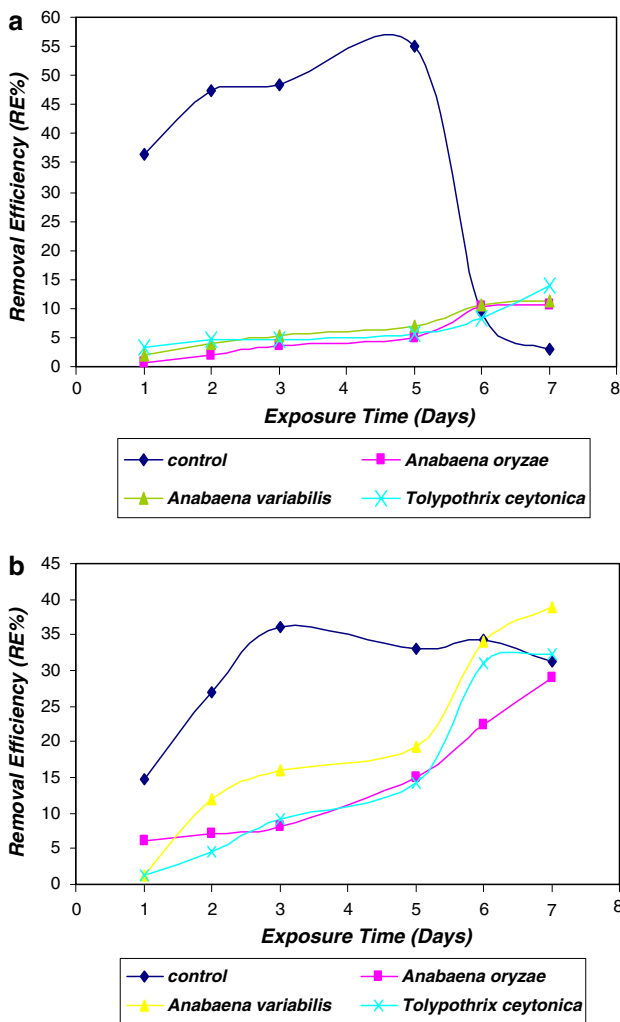 a
Removal Efficiency (RE%)
60
55
50
45
40
35
30
25
20
15
10
5
0
0 1 2 3 4 5 6 7 8
Exposure Time (Days)
control Anabaena oryzae
Anabaena variabilis Tolypothrix ceytonica
b
Removal Efficiency (RE%)
45
40
35
30
25
20
15
10
5
0
0 1 2 3 4 5 6 7 8
Exposure Time (Days)
control Anabaena oryzae
Anabaena variabilis Tolypothrix ceytonica